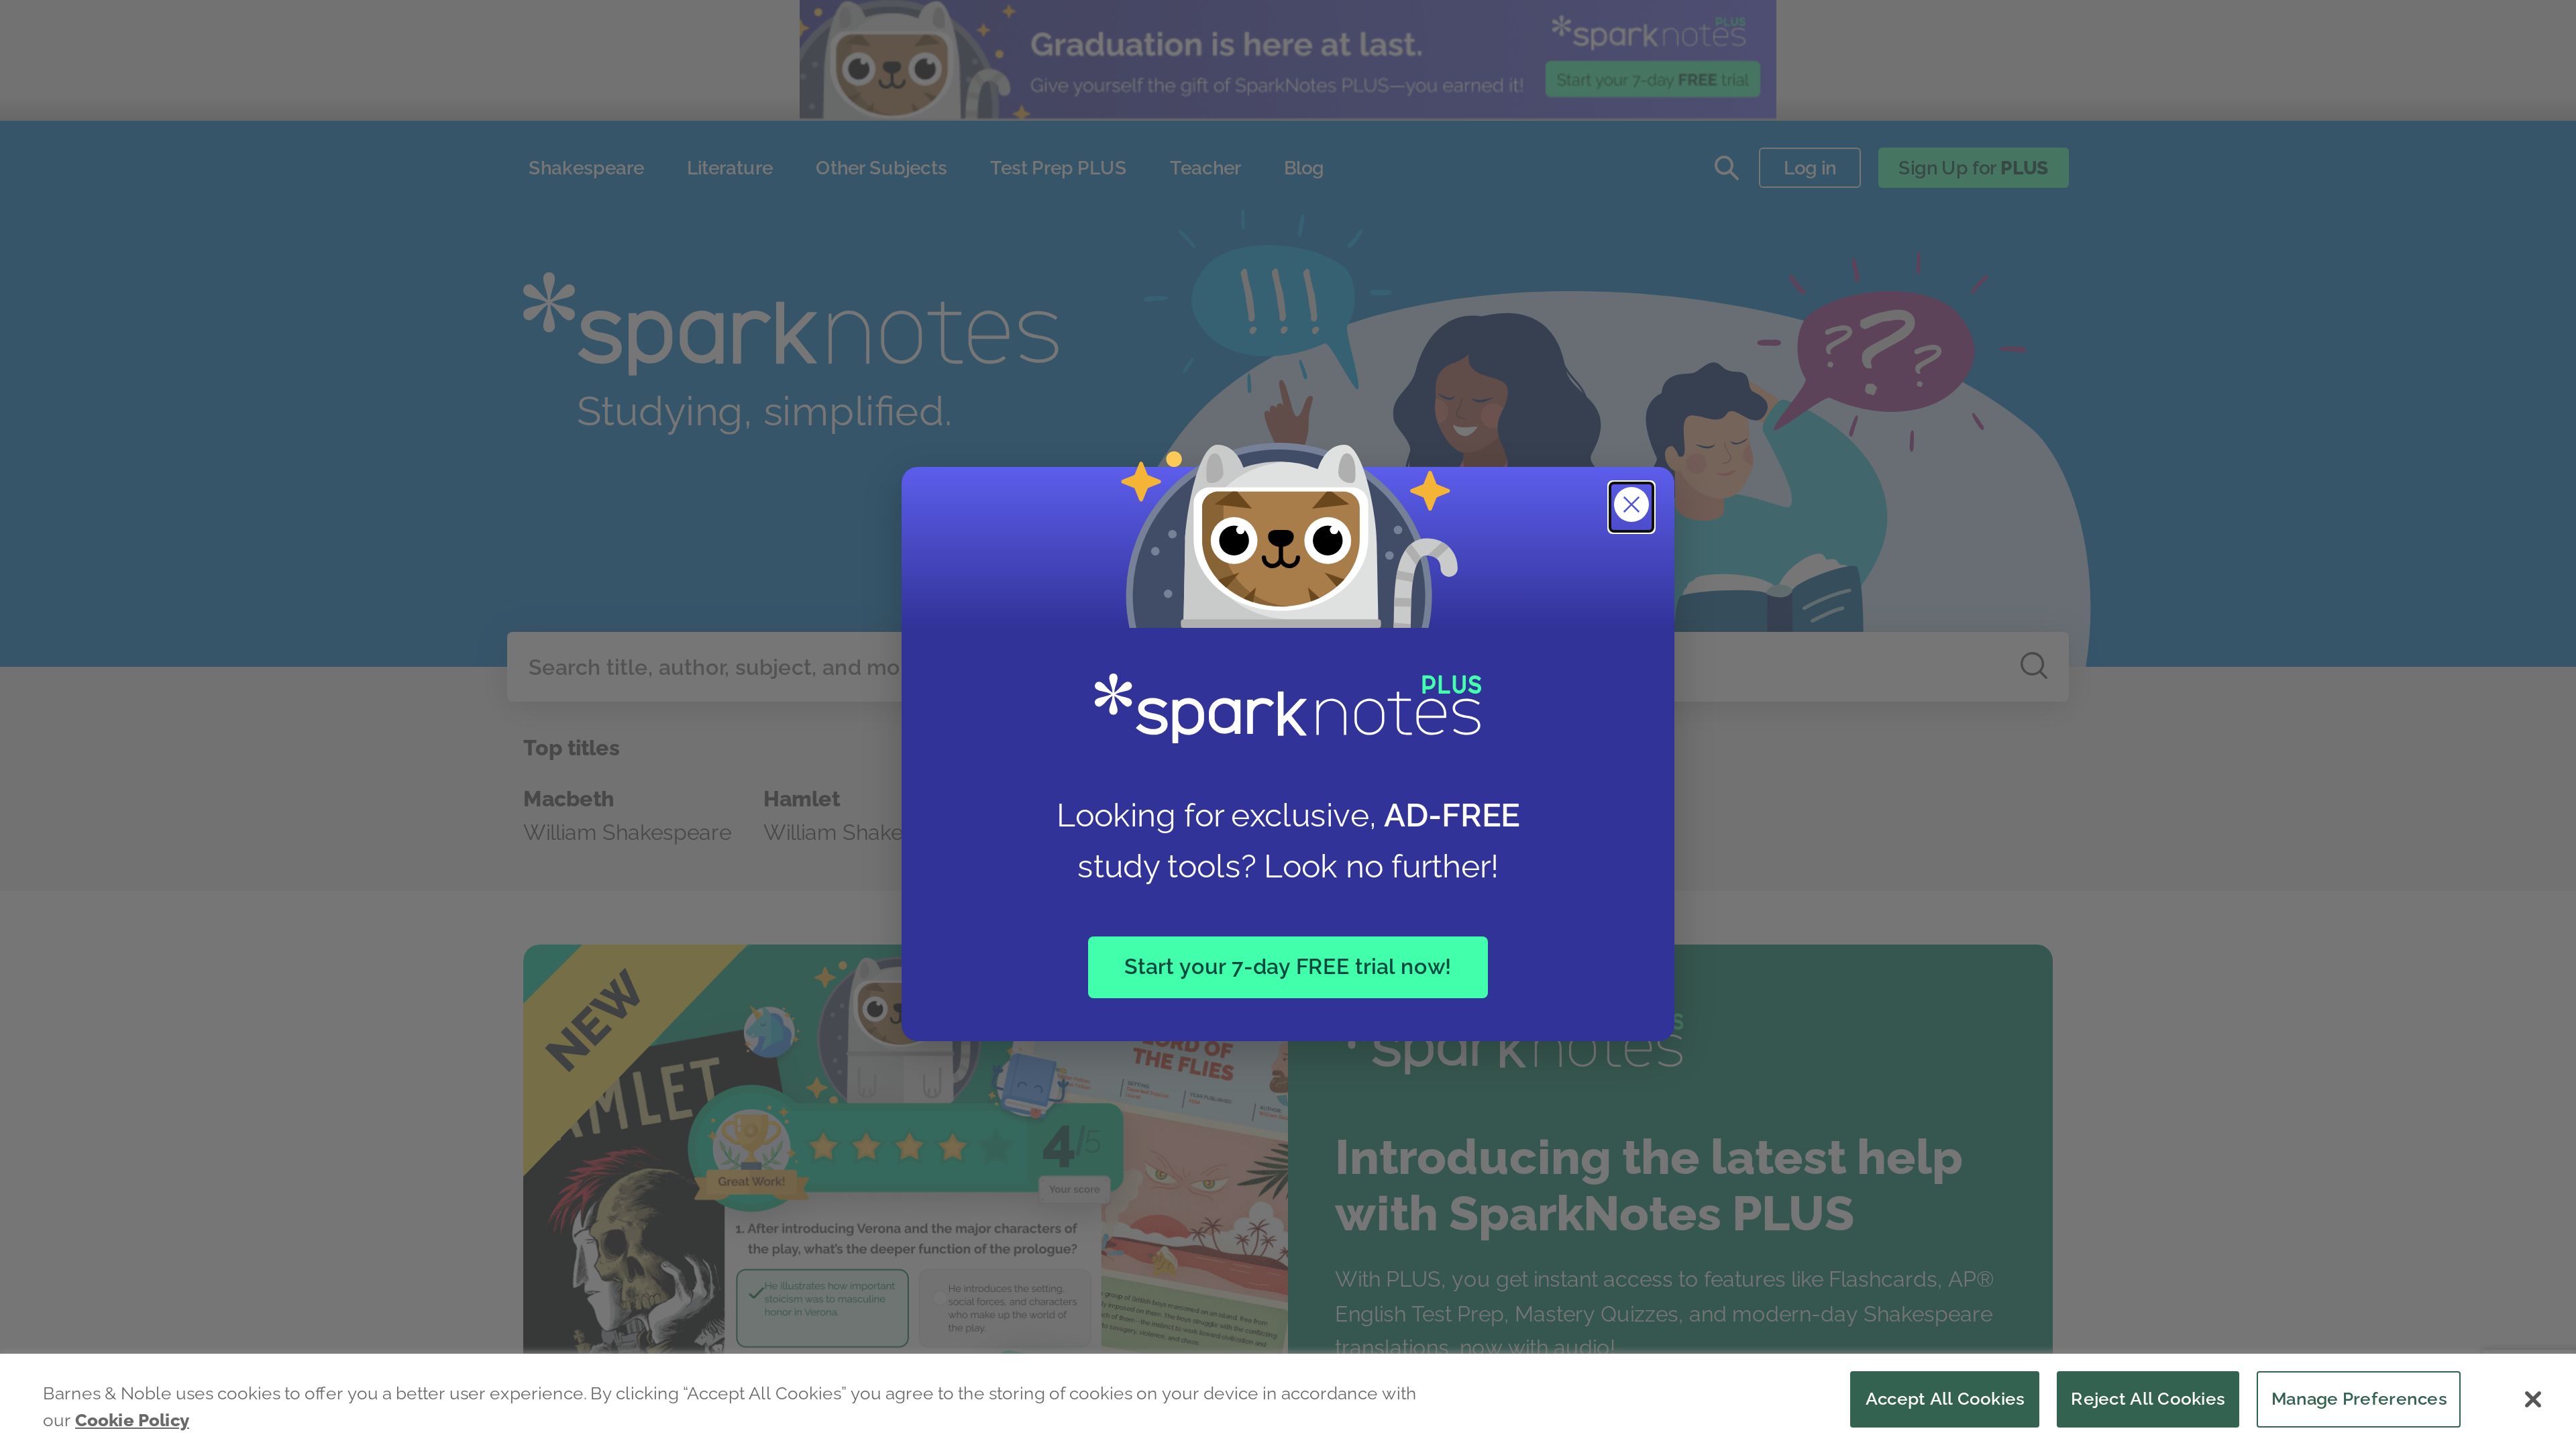 Graduation is here at last.
Give yourself the gift of SparkNotes PLUS—you earned it!
*sparknotes PLUS
Start your 7-day FREE trial
Shakespeare
Literature
Other Subjects
Test Prep PLUS
Teacher
Blog
Log in
Sign Up for PLUS
!!!
???
*sparknotes
Studying, simplified.
Search title, author, subject, and mo
Top titles
Macbeth
William Shakespeare
Hamlet
William Shake
*sparknotes PLUS
Looking for exclusive, AD-FREE
study tools? Look no further!
Start your 7-day FREE trial now!
NEW
AMLET
LORD OF
THE FLIES
Great Work!
4/5
Your score
1. After introducing Verona and the major characters of
the play, what's the deeper function of the prologue?
He illustrates how important
stoicism was to masculine
honor in Verona
He introduces the setting,
social forces, and characters
who make up the world of
the play.
*sparknotes
Introducing the latest help
with SparkNotes PLUS
With PLUS, you get instant access to features like Flashcards, AP®
English Test Prep, Mastery Quizzes, and modern-day Shakespeare
translations, now with audio!
Barnes & Noble uses cookies to offer you a better user experience. By clicking “Accept All Cookies” you agree to the storing of cookies on your device in accordance with
our Cookie Policy
Accept All Cookies
Reject All Cookies
Manage Preferences